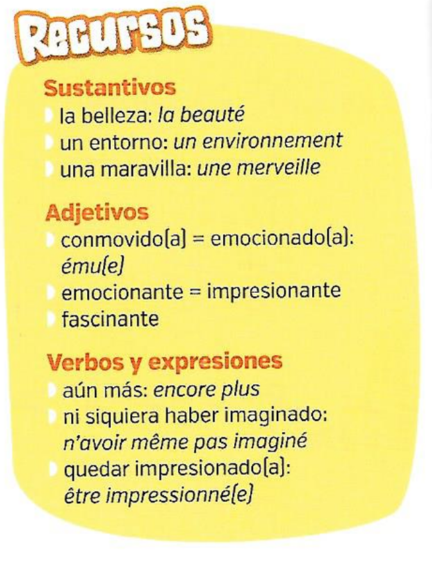 Recursos
Sustantivos
la belleza: la beauté
un entorno: un environnement
una maravilla: une merveille
Adjetivos
conmovido(a) = emocionado(a):
ému(e)
emocionante = impresionante
fascinante
Verbos y expresiones
aún más: encore plus
ni siquiera haber imaginado:
n'avoir même pas imaginé
quedar impresionado(a):
être impressionné(e)